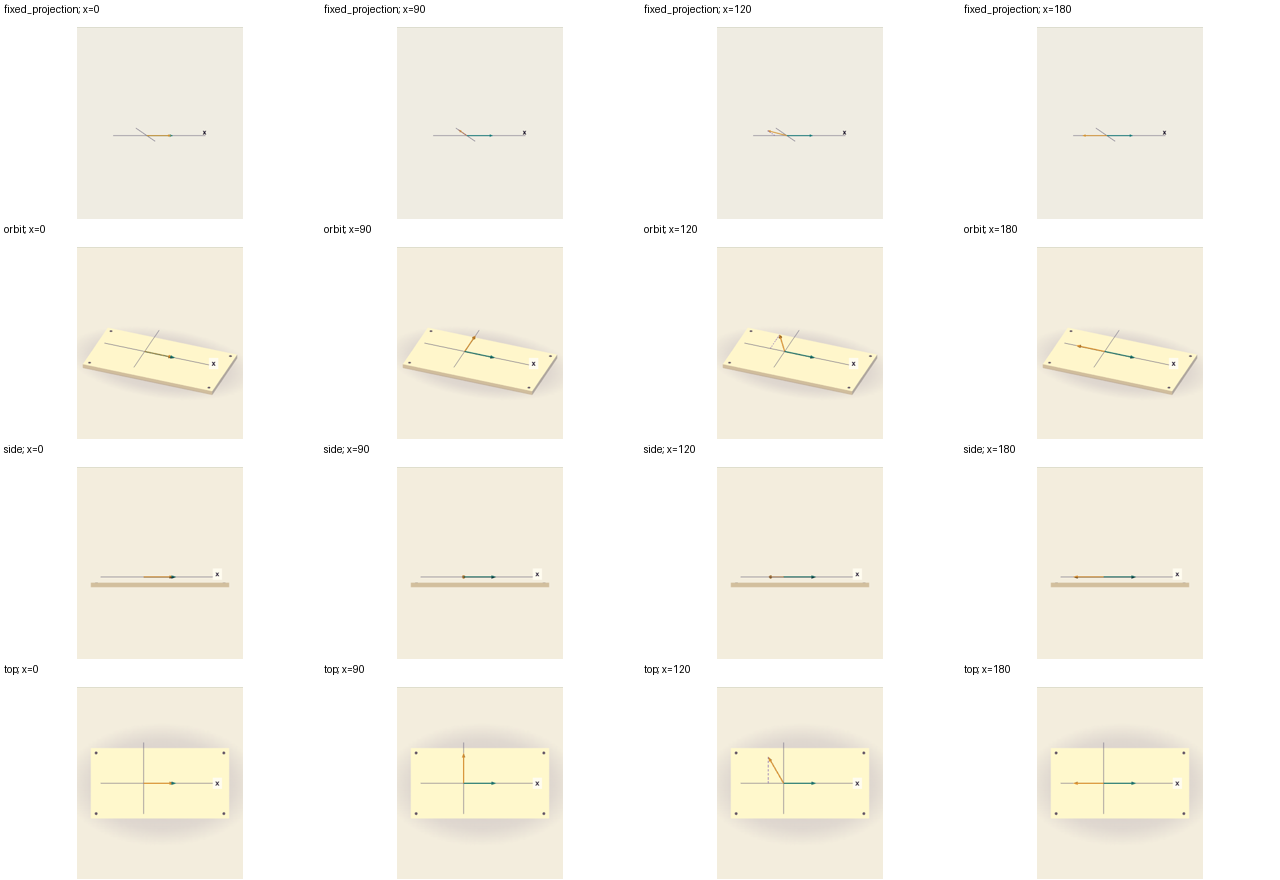 fixed_projection; x=0
fixed_projection; x=90
fixed_projection; x=120
fixed_projection; x=180
x
x
x
x
orbit; x=0
orbit; x=90
orbit; x=120
orbit; x=180
x
x
x
x
side; x=0
side; x=90
side; x=120
side; x=180
x
x
x
x
top; x=0
top; x=90
top; x=120
top; x=180
x
x
x
x